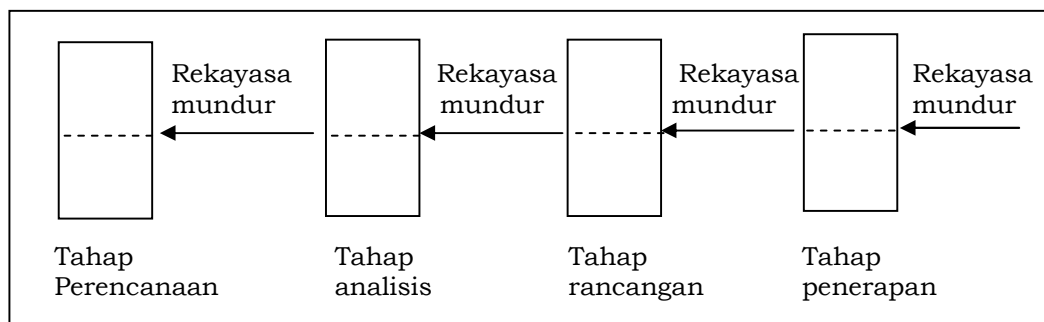 Rekayasa
mundur
Rekayasa
mundur
Rekayasa
mundur
Rekayasa
mundur
Tahap
Perencanaan
Tahap
analisis
Tahap
rancangan
Tahap
penerapan